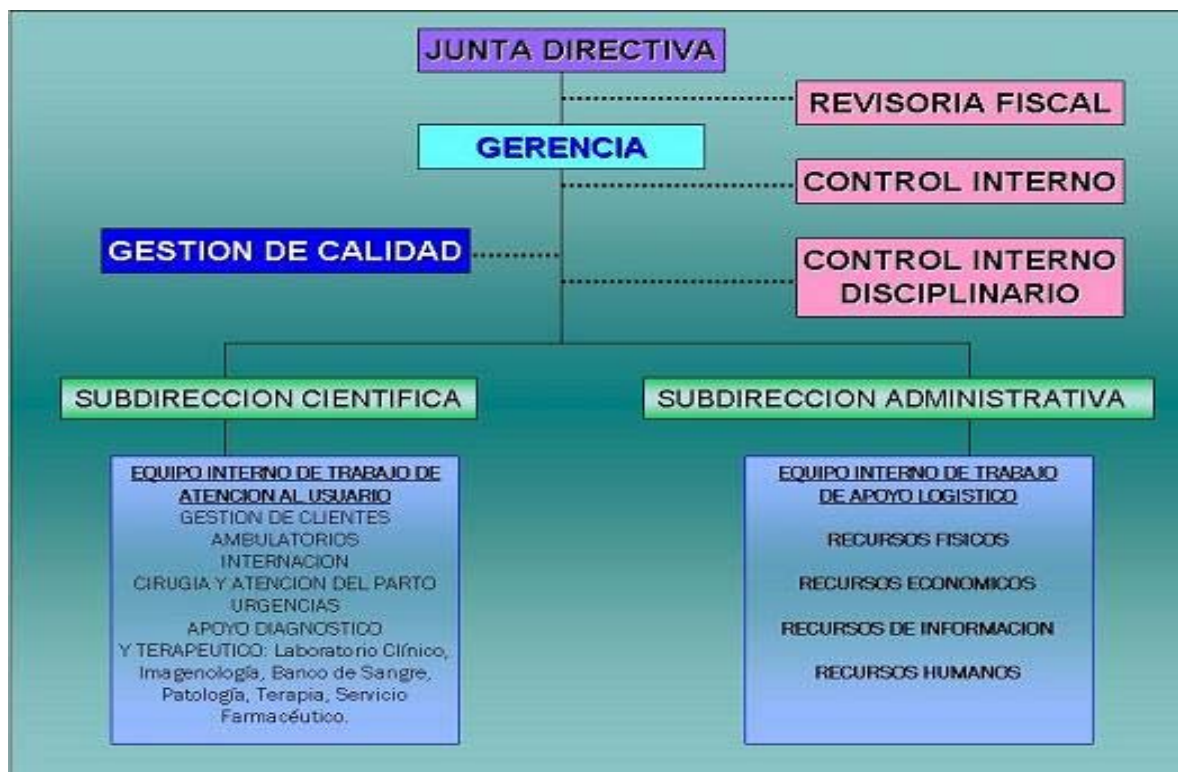 JUNTA DIRECTIVA
REVISORIA FISCAL
GERENCIA
CONTROL INTERNO
GESTION DE CALIDAD
CONTROL INTERNO
DISCIPLINARIO
SUBDIRECCION CIENTIFICA
SUBDIRECCION ADMINISTRATIVA
EQUIPO INTERNO DE TRABAJO DE
ATENCION AL USUARIO
GESTION DE CLIENTES
AMBULATORIOS
INTERNACION
CIRUGIA Y ATENCION DEL PARTO
URGENCIAS
APOYO DIAGNOSTICO
Y TERAPEUTICO: Laboratorio Clínico,
Imagenología, Banco de Sangre,
Patología, Terapia, Servicio
Farmacéutico.
EQUIPO INTERNO DE TRABAJO
DE APOYO LOGISTICO
RECURSOS FISICOS
RECURSOS ECONOMICOS
RECURSOS DE INFORMACION
RECURSOS HUMANOS